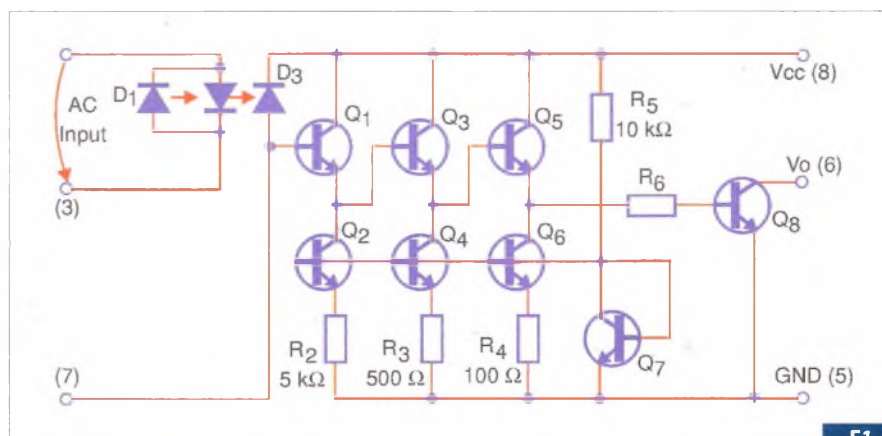 D1
D3
AC
Input
(3)
(7)
Q1
Q3
Q5
Q2
Q4
Q6
R2
5 kΩ
R3
500 Ω
R4
100 Ω
R5
10 kΩ
R6
Q7
Q8
Vcc (8)
Vo (6)
GND (5)